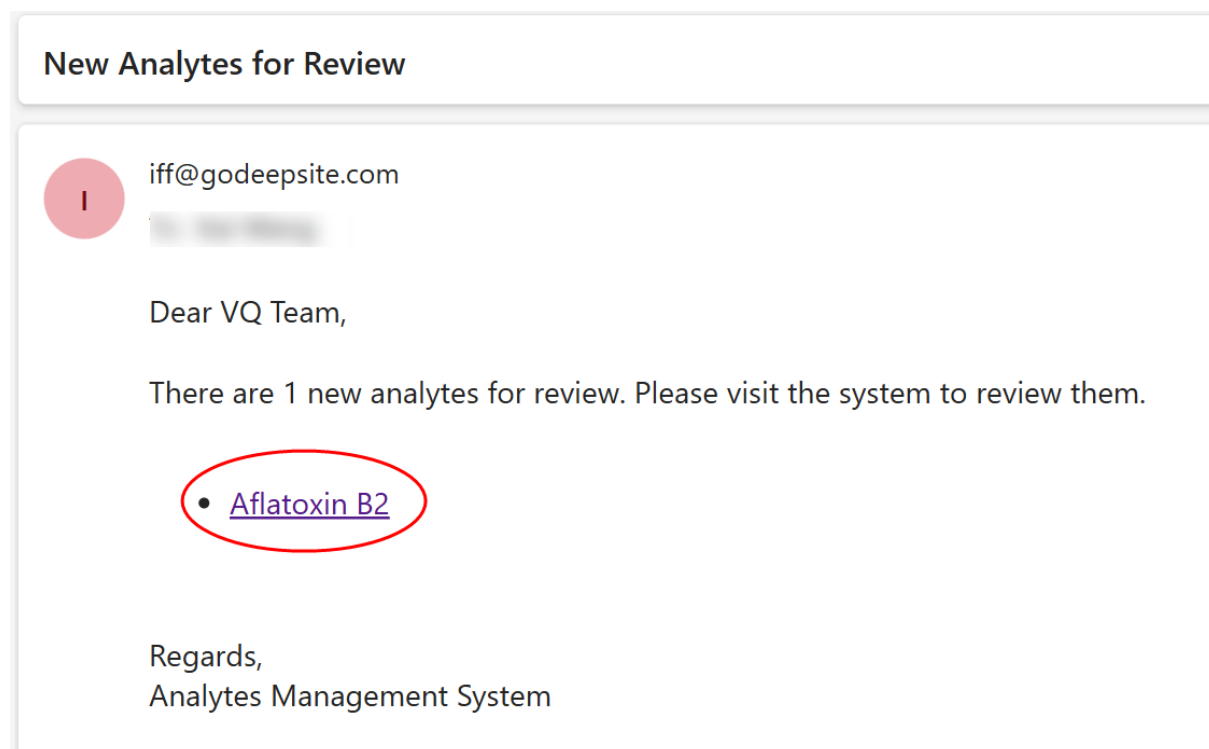 New Analytes for Review
I
iff@godeepsite.com
Dear VQ Team,
There are 1 new analytes for review. Please visit the system to review them.
• Aflatoxin B2
Regards,
Analytes Management System